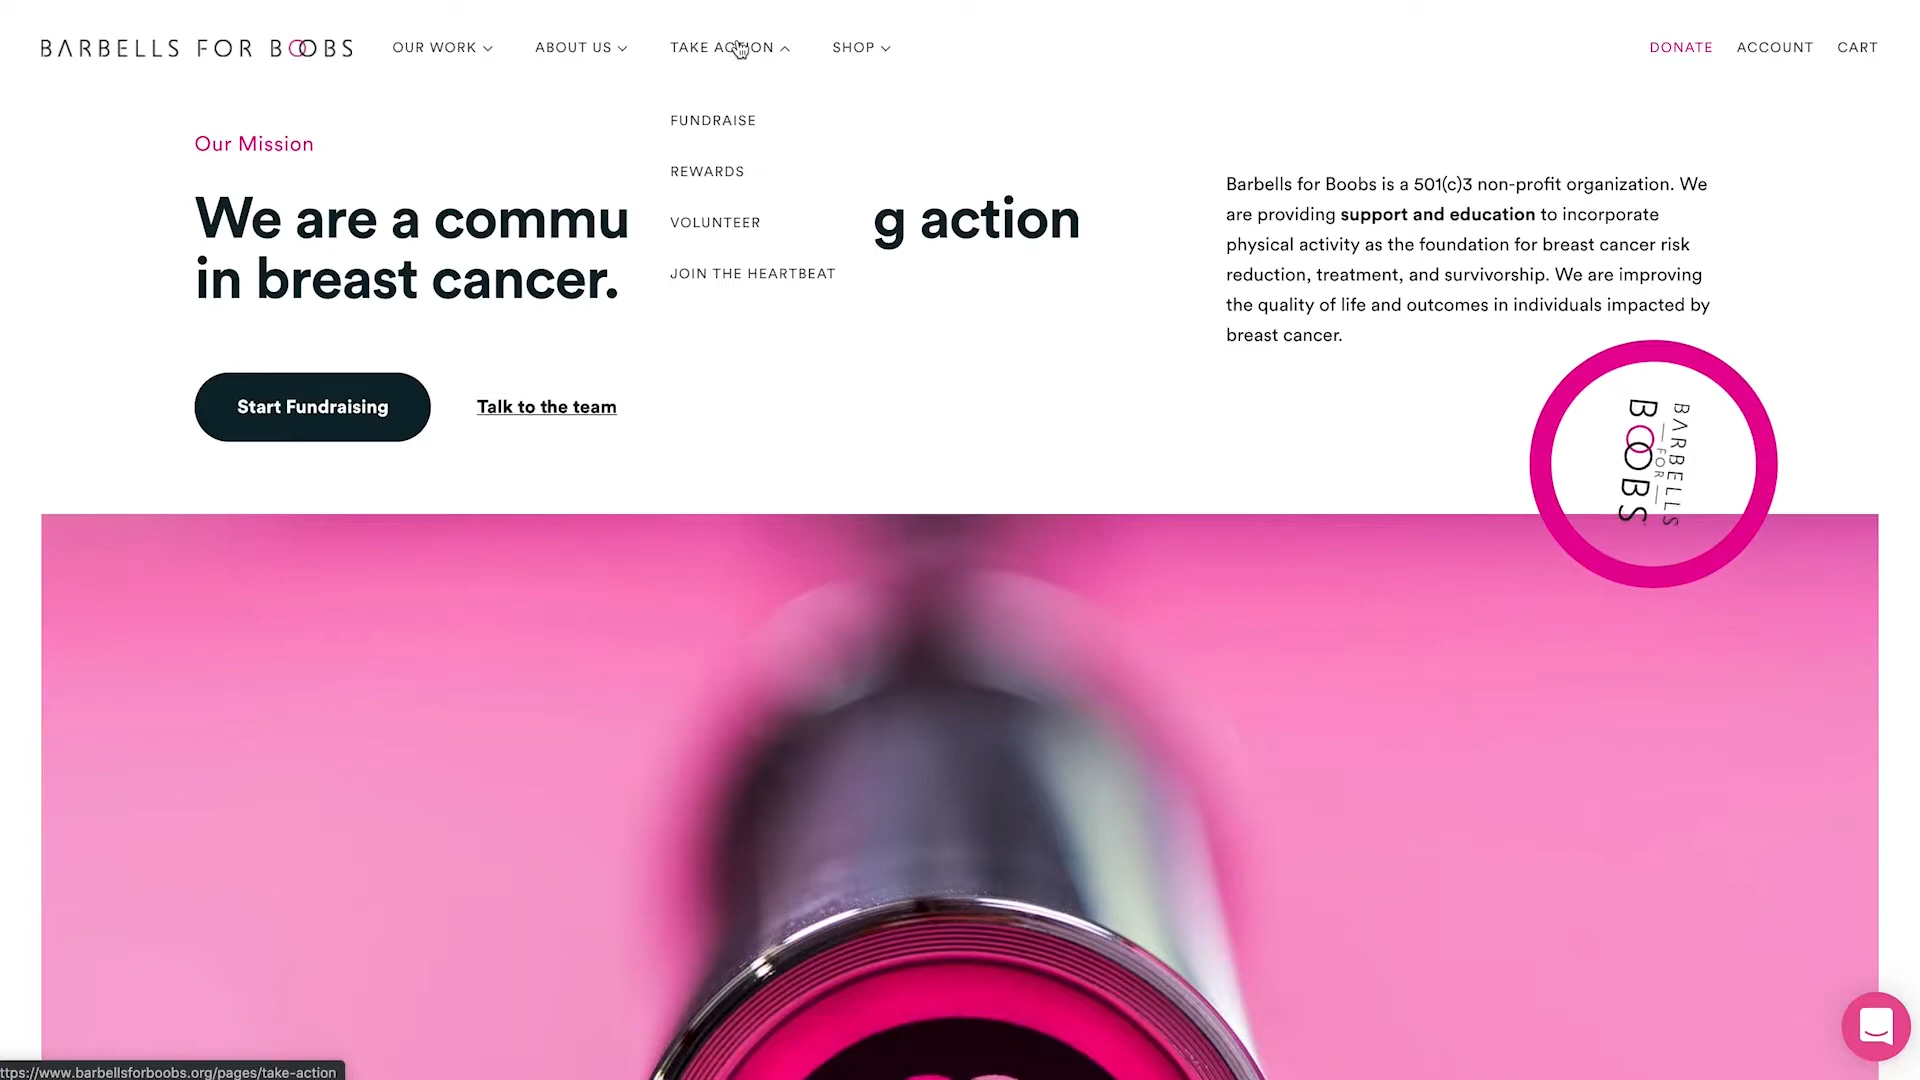 BARBELLS FOR BOOBS
OUR WORK
ABOUT US
TAKE ACTION
SHOP
DONATE
ACCOUNT
CART
FUNDRAISE
REWARDS
VOLUNTEER
JOIN THE HEARTBEAT
Our Mission
We are a commu g action
in breast cancer.
Start Fundraising
Talk to the team
Barbells for Boobs is a 501(c)3 non-profit organization. We
are providing support and education to incorporate
physical activity as the foundation for breast cancer risk
reduction, treatment, and survivorship. We are improving
the quality of life and outcomes in individuals impacted by
breast cancer.
BARBELLS
FOR
BOOBS
ttps://www.barbellsforboobs.org/pages/take-action